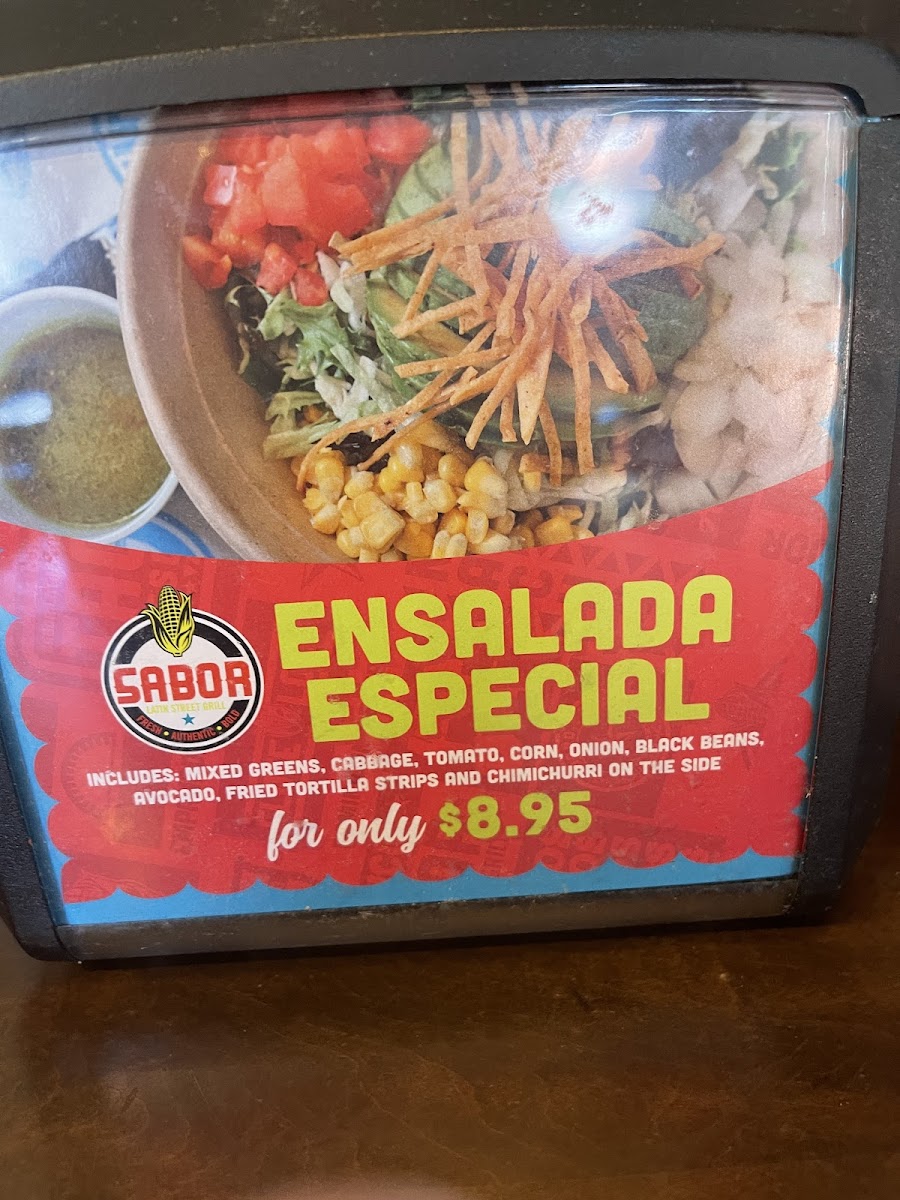 SABOR
LATIN STREET GRILL
FRESH • AUTHENTIC • BOLD
ENSALADA
ESPECIAL
INCLUDES: MIXED GREENS, CABBAGE, TOMATO, CORN, ONION, BLACK BEANS,
AVOCADO, FRIED TORTILLA STRIPS AND CHIMICHURRI ON THE SIDE
for only $8.95